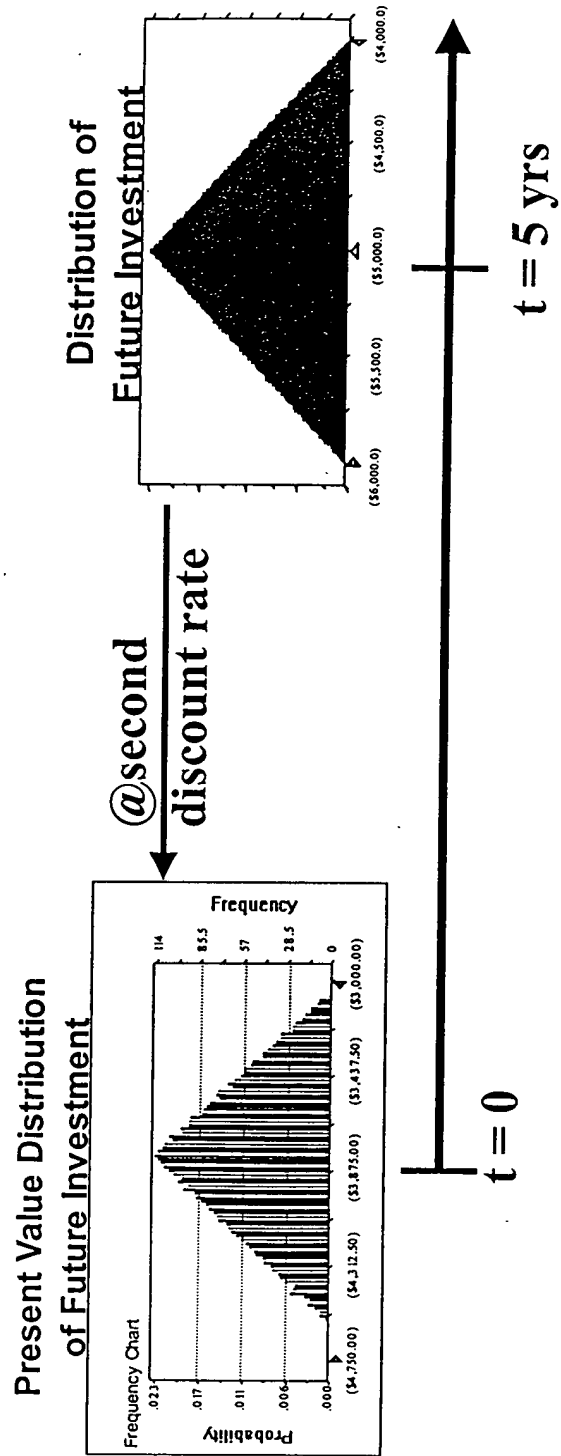 Present Value Distribution
of Future Investment
Frequency Chart
Probability
.023
.017
.011
.006
.000
Frequency
114
85.5
57
28.5
0
($4,750.00)
($4,312.50)
($3,875.00)
($3,437.50)
($3,000.00)
@second
discount rate
Distribution of
Future Investment
($6,000.0)
($5,500.0)
($5,000.0)
($4,500.0)
($4,000.0)
t = 0
t = 5 yrs